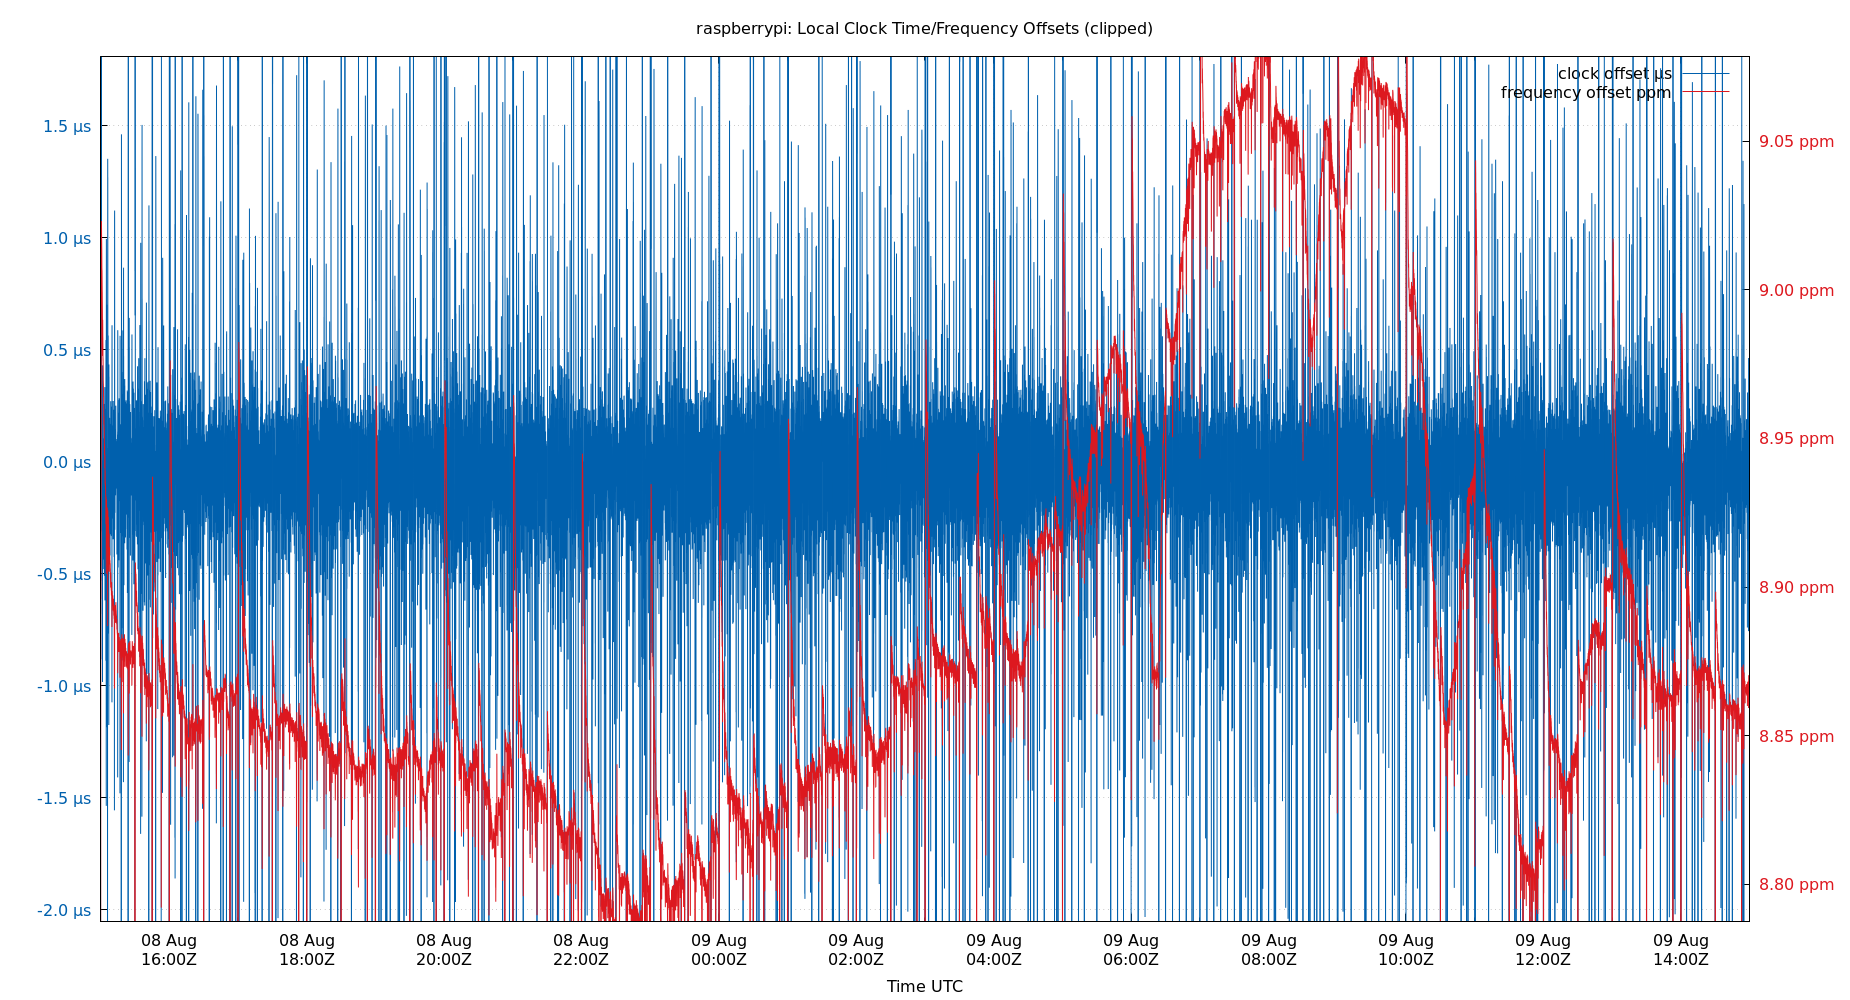 raspberrypi: Local Clock Time/Frequency Offsets (clipped)
clock offset µs
frequency offset ppm
1.5 µs
1.0 µs
0.5 µs
0.0 µs
-0.5 µs
-1.0 µs
-1.5 µs
-2.0 µs
9.05 ppm
9.00 ppm
8.95 ppm
8.90 ppm
8.85 ppm
8.80 ppm
08 Aug 08 Aug 08 Aug 08 Aug 09 Aug 09 Aug 09 Aug 09 Aug 09 Aug 09 Aug 09 Aug 09 Aug
16:00Z 18:00Z 20:00Z 22:00Z 00:00Z 02:00Z 04:00Z 06:00Z 08:00Z 10:00Z 12:00Z 14:00Z
Time UTC